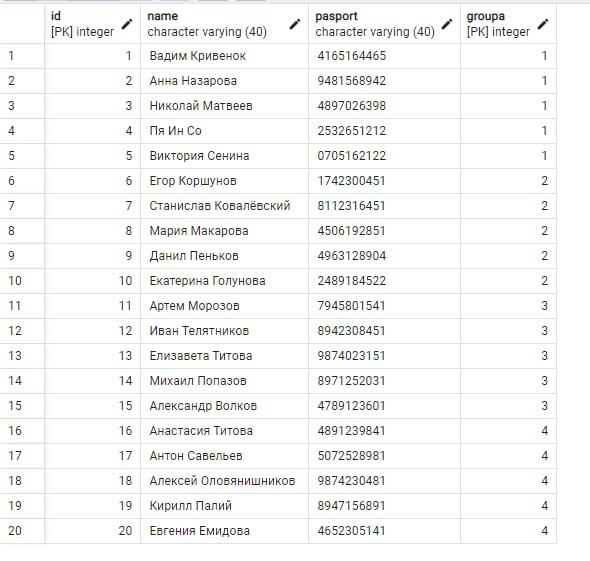 id name pasport groupa
[PK] integer character varying (40) character varying (40) [PK] integer
1 1 Вадим Кривенок 4165164465 1
2 2 Анна Назарова 9481568942 1
3 3 Николай Матвеев 4897026398 1
4 4 Пя Ин Со 2532651212 1
5 5 Виктория Сенина 0705162122 1
6 6 Егор Коршунов 1742300451 2
7 7 Станислав Ковалёвский 8112316451 2
8 8 Мария Макарова 4506192851 2
9 9 Данил Пеньков 4963128904 2
10 10 Екатерина Голунова 2489184522 2
11 11 Артем Морозов 7945801541 3
12 12 Иван Телятников 8942308451 3
13 13 Елизавета Титова 9874023151 3
14 14 Михаил Попазов 8971252031 3
15 15 Александр Волков 4789123601 3
16 16 Анастасия Титова 4891239841 4
17 17 Антон Савельев 5072528981 4
18 18 Алексей Оловянишников 9874230481 4
19 19 Кирилл Палий 8947156891 4
20 20 Евгения Емидова 4652305141 4